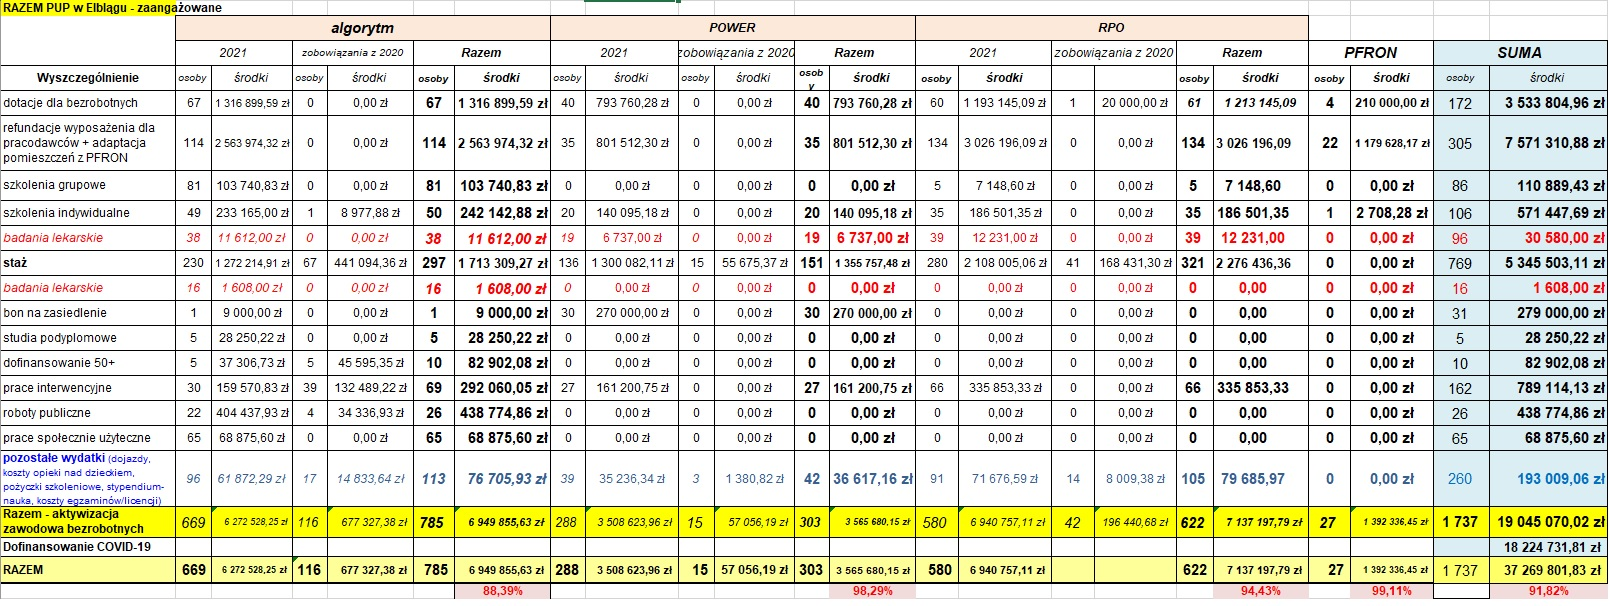 RAZEM PUP w Elblągu - zaangażowane
algorytm POWER RPO
2021 zobowiązania z 2020 Razem 2021 zobowiązania z 2020 Razem 2021 zobowiązania z 2020 Razem PFRON SUMA
Wyszczególnienie osoby środki osoby środki osoby środki osoby środki osoby środki osoby środki osoby środki osoby środki osoby środki osoby środki
dotacje dla bezrobotnych 67 1 316 899,59 zł 0 0,00 zł 67 1 316 899,59 zł 40 793 760,28 zł 0 0,00 zł 40 793 760,28 zł 60 1 193 145,09 zł 1 20 000,00 zł 61 1 213 145,09 4 210 000,00 zł 172 3 533 804,96 zł
refundacje wyposażenia dla
pracodawców + adaptacja
pomieszczeń z PFRON 114 2 563 974,32 zł 0 0,00 zł 114 2 563 974,32 zł 35 801 512,30 zł 0 0,00 zł 35 801 512,30 zł 134 3 026 196,09 zł 0 0,00 zł 134 3 026 196,09 22 1 179 628,17 zł 305 7 571 310,88 zł
szkolenia grupowe 81 103 740,83 zł 0 0,00 zł 81 103 740,83 zł 0 0,00 zł 0 0,00 zł 0 0,00 zł 5 7 148,60 zł 0 0,00 zł 5 7 148,60 0 0,00 zł 86 110 889,43 zł
szkolenia indywidualne 49 233 165,00 zł 1 8 977,88 zł 50 242 142,88 zł 20 140 095,18 zł 0 0,00 zł 20 140 095,18 zł 35 186 501,35 zł 0 0,00 zł 35 186 501,35 1 2 708,28 zł 106 571 447,69 zł
badania lekarskie 38 11 612,00 zł 0 0,00 zł 38 11 612,00 zł 19 6 737,00 zł 0 0,00 zł 19 6 737,00 zł 39 12 231,00 zł 0 0,00 zł 39 12 231,00 0 0,00 zł 96 30 580,00 zł
staż 230 1 272 214,91 zł 67 441 094,36 zł 297 1 713 309,27 zł 136 1 300 082,11 zł 15 55 675,37 zł 151 1 355 757,48 zł 280 2 108 005,06 zł 41 168 431,30 zł 321 2 276 436,36 0 0,00 zł 769 5 345 503,11 zł
badania lekarskie 16 1 608,00 zł 0 0,00 zł 16 1 608,00 zł 0 0,00 zł 0 0,00 zł 0 0,00 zł 0 0,00 zł 0 0,00 zł 0 0,00 0 0,00 zł 16 1 608,00 zł
bon na zasiedlenie 1 9 000,00 zł 0 0,00 zł 1 9 000,00 zł 30 270 000,00 zł 0 0,00 zł 30 270 000,00 zł 0 0,00 zł 0 0,00 zł 0 0,00 0 0,00 zł 31 279 000,00 zł
studia podyplomowe 5 28 250,22 zł 0 0,00 zł 5 28 250,22 zł 0 0,00 zł 0 0,00 zł 0 0,00 zł 0 0,00 zł 0 0,00 zł 0 0,00 0 0,00 zł 5 28 250,22 zł
dofinansowanie 50+ 5 37 306,73 zł 5 45 595,35 zł 10 82 902,08 zł 0 0,00 zł 0 0,00 zł 0 0,00 zł 0 0,00 zł 0 0,00 zł 0 0,00 0 0,00 zł 10 82 902,08 zł
prace interwencyjne 30 159 570,83 zł 39 132 489,22 zł 69 292 060,05 zł 27 161 200,75 zł 0 0,00 zł 27 161 200,75 zł 66 335 853,33 zł 0 0,00 zł 66 335 853,33 0 0,00 zł 162 789 114,13 zł
roboty publiczne 22 404 437,93 zł 4 34 336,93 zł 26 438 774,86 zł 0 0,00 zł 0 0,00 zł 0 0,00 zł 0 0,00 zł 0 0,00 zł 0 0,00 0 0,00 zł 26 438 774,86 zł
prace społecznie użyteczne 65 68 875,60 zł 0 0,00 zł 65 68 875,60 zł 0 0,00 zł 0 0,00 zł 0 0,00 zł 0 0,00 zł 0 0,00 zł 0 0,00 0 0,00 zł 65 68 875,60 zł
pozostałe wydatki (dojazdy,
koszty opieki nad dzieckiem,
pożyczki szkoleniowe, stypendium-
nauka, koszty egzaminów/licencji) 96 61 872,29 zł 17 14 833,64 zł 113 76 705,93 zł 39 35 236,34 zł 3 1 380,82 zł 42 36 617,16 zł 91 71 676,59 zł 14 8 009,38 zł 105 79 685,97 0 0,00 zł 260 193 009,06 zł
Razem - aktywizacja
zawodowa bezrobotnych 669 6 272 528,25 zł 116 677 327,38 zł 785 6 949 855,63 zł 288 3 508 623,96 zł 15 57 056,19 zł 303 3 565 680,15 zł 580 6 940 757,11 zł 42 196 440,68 zł 622 7 137 197,79 zł 27 1 392 336,45 zł 1 737 19 045 070,02 zł
Dofinansowanie COVID-19 18 224 731,81 zł
RAZEM 669 6 272 528,25 zł 116 677 327,38 zł 785 6 949 855,63 zł 288 3 508 623,96 zł 15 57 056,19 zł 303 3 565 680,15 zł 580 6 940 757,11 zł 622 7 137 197,79 zł 27 1 392 336,45 zł 1 737 37 269 801,83 zł
88,39% 98,29% 94,43% 99,11% 91,82%